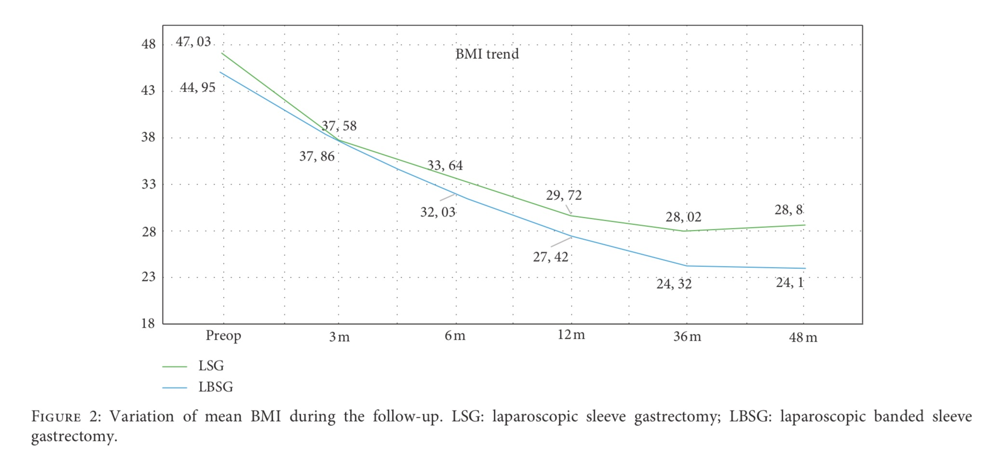 BMI trend
48
43
38
33
28
23
18
47, 03
44, 95
37, 58
37, 86
33, 64
32, 03
29, 72
27, 42
28, 02
24, 32
28, 8
24, 1
Preop
3 m
6 m
12 m
36 m
48 m
LSG
LBSG
FIGURE 2: Variation of mean BMI during the follow-up. LSG: laparoscopic sleeve gastrectomy; LBSG: laparoscopic banded sleeve
gastrectomy.